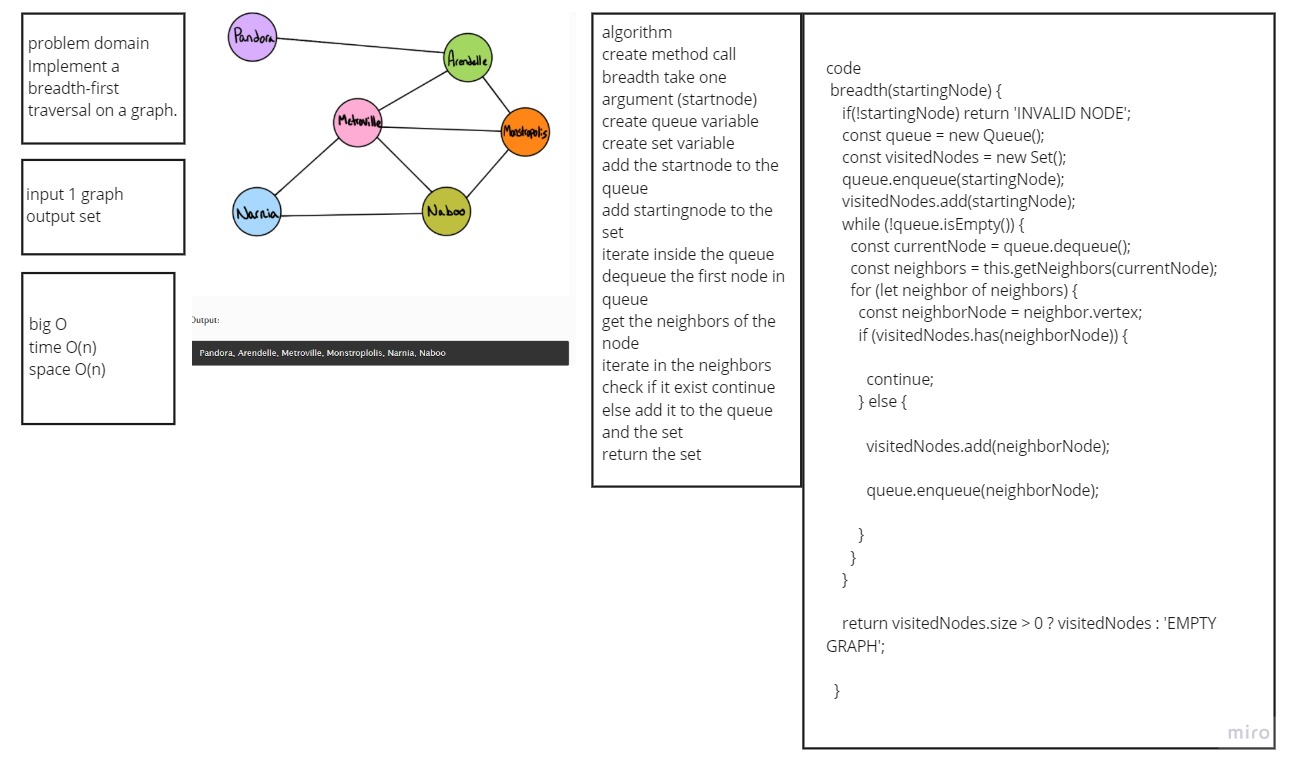 problem domain
Implement a
breadth-first
traversal on a graph.
input 1 graph
output set
big O
time O(n)
space O(n)
Pandora
Arendelle
Metroville
Monstropolis
Narnia
Naboo
Output:
Pandora, Arendelle, Metroville, Monstroplolis, Narnia, Naboo
algorithm
create method call
breadth take one
argument (startnode)
create queue variable
create set variable
add the startnode to the
queue
add startingnode to the
set
iterate inside the queue
dequeue the first node in
queue
get the neighbors of the
node
iterate in the neighbors
check if it exist continue
else add it to the queue
and the set
return the set
code
breadth(startingNode) {
if(!startingNode) return 'INVALID NODE';
const queue = new Queue();
const visitedNodes = new Set();
queue.enqueue(startingNode);
visitedNodes.add(startingNode);
while (!queue.isEmpty()) {
const currentNode = queue.dequeue();
const neighbors = this.getNeighbors(currentNode);
for (let neighbor of neighbors) {
const neighborNode = neighbor.vertex;
if (visitedNodes.has(neighborNode)) {
continue;
} else {
visitedNodes.add(neighborNode);
queue.enqueue(neighborNode);
}
}
}
return visitedNodes.size > 0 ? visitedNodes : 'EMPTY
GRAPH';
}
miro